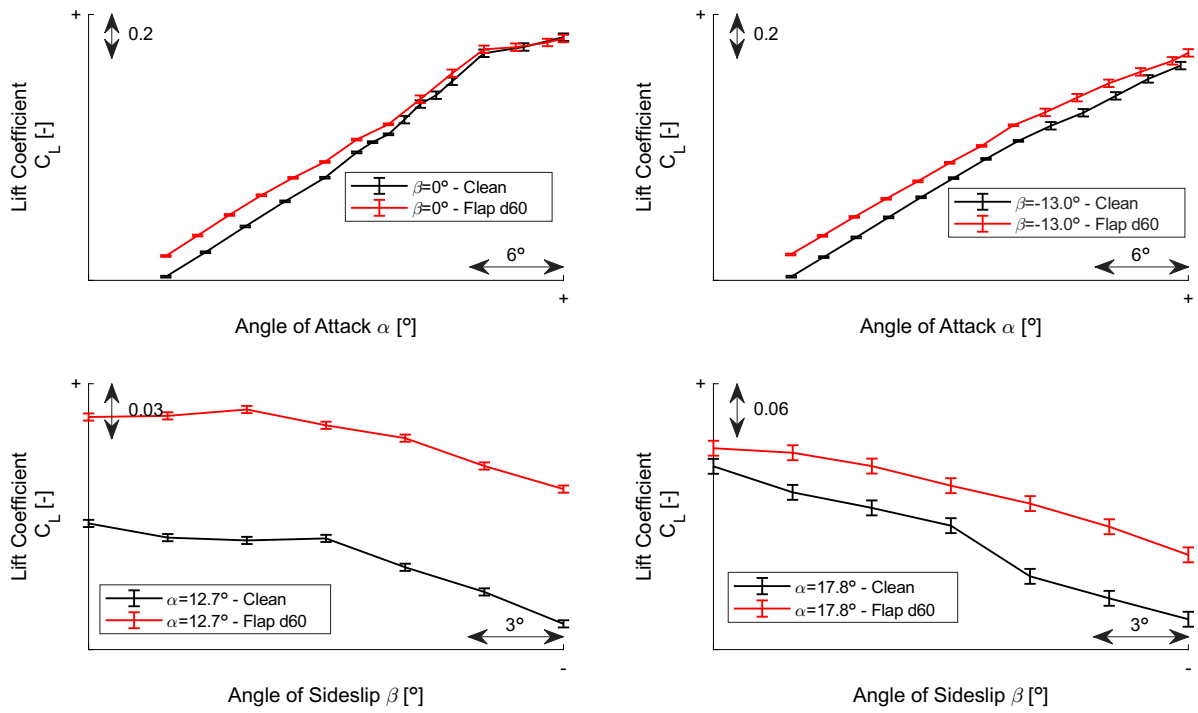 +
0.2
Lift Coefficient
C_L [-]
β=0° - Clean
β=0° - Flap d60
6°
+
Angle of Attack α [°]
+
0.2
Lift Coefficient
C_L [-]
β=-13.0° - Clean
β=-13.0° - Flap d60
6°
+
Angle of Attack α [°]
+
0.03
Lift Coefficient
C_L [-]
α=12.7° - Clean
α=12.7° - Flap d60
3°
-
Angle of Sideslip β [°]
+
0.06
Lift Coefficient
C_L [-]
α=17.8° - Clean
α=17.8° - Flap d60
3°
-
Angle of Sideslip β [°]